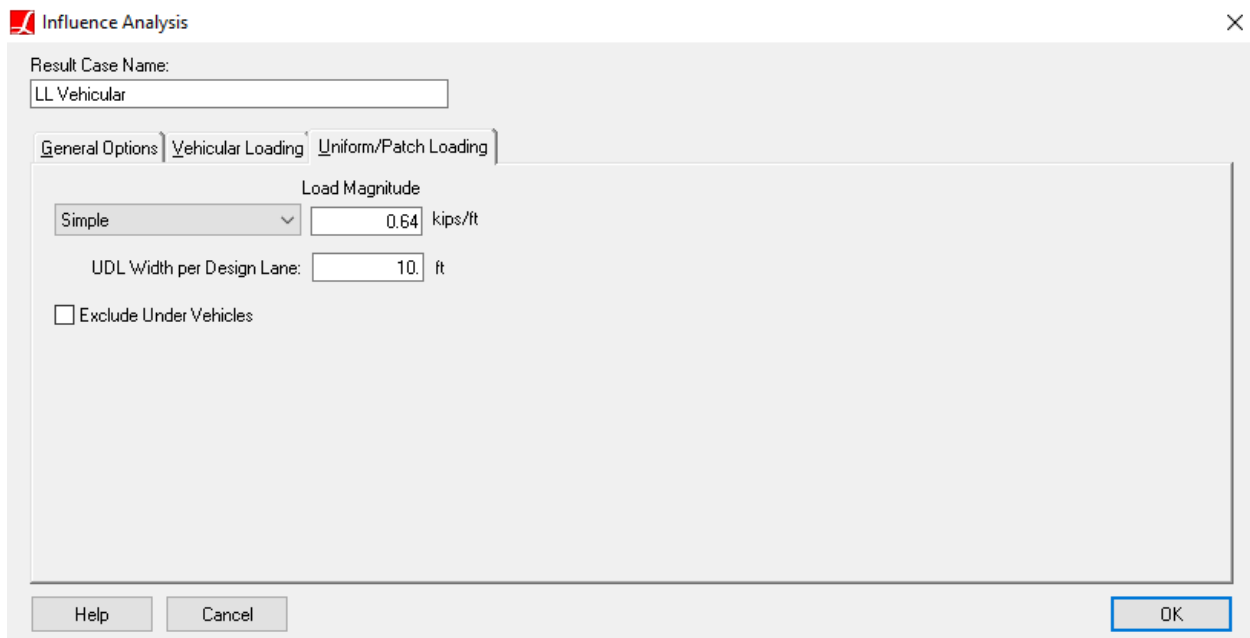 Influence Analysis
Result Case Name:
LL Vehicular
General Options Vehicular Loading Uniform/Patch Loading
Load Magnitude
Simple 0.64 kips/ft
UDL Width per Design Lane: 10. ft
Exclude Under Vehicles
Help Cancel OK